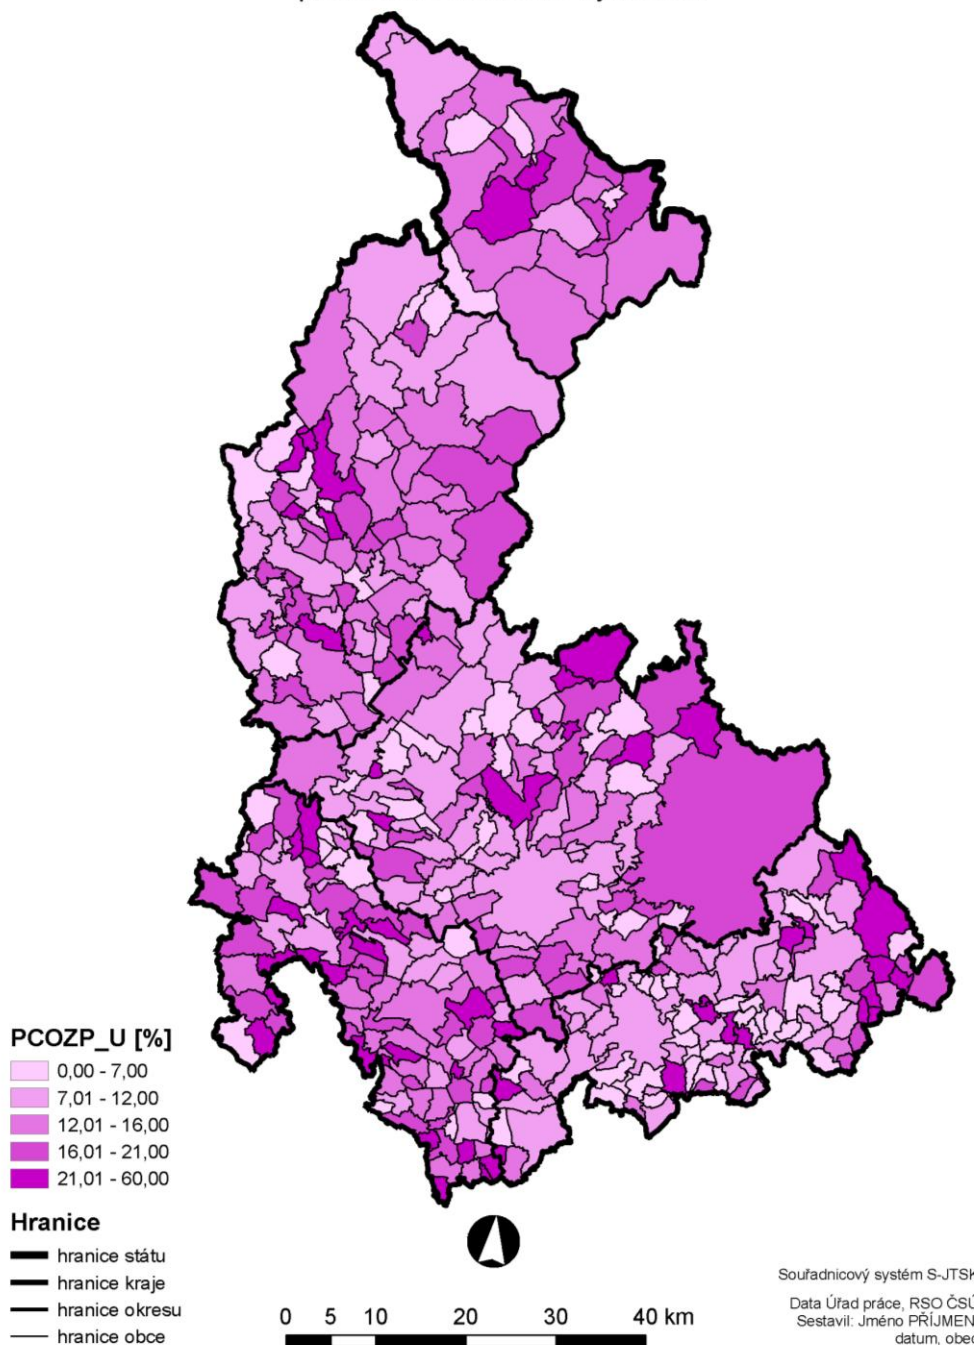 PCOZP_U [%]
0,00 - 7,00
7,01 - 12,00
12,01 - 16,00
16,01 - 21,00
21,01 - 60,00
Hranice
hranice státu
hranice kraje
hranice okresu
hranice obce
0 5 10 20 30 40 km
Souřadnicový systém S-JTSK
Data Úřad práce, RSO ČSÚ
Sestavil: Jméno PŘÍJMENÍ
datum, obec